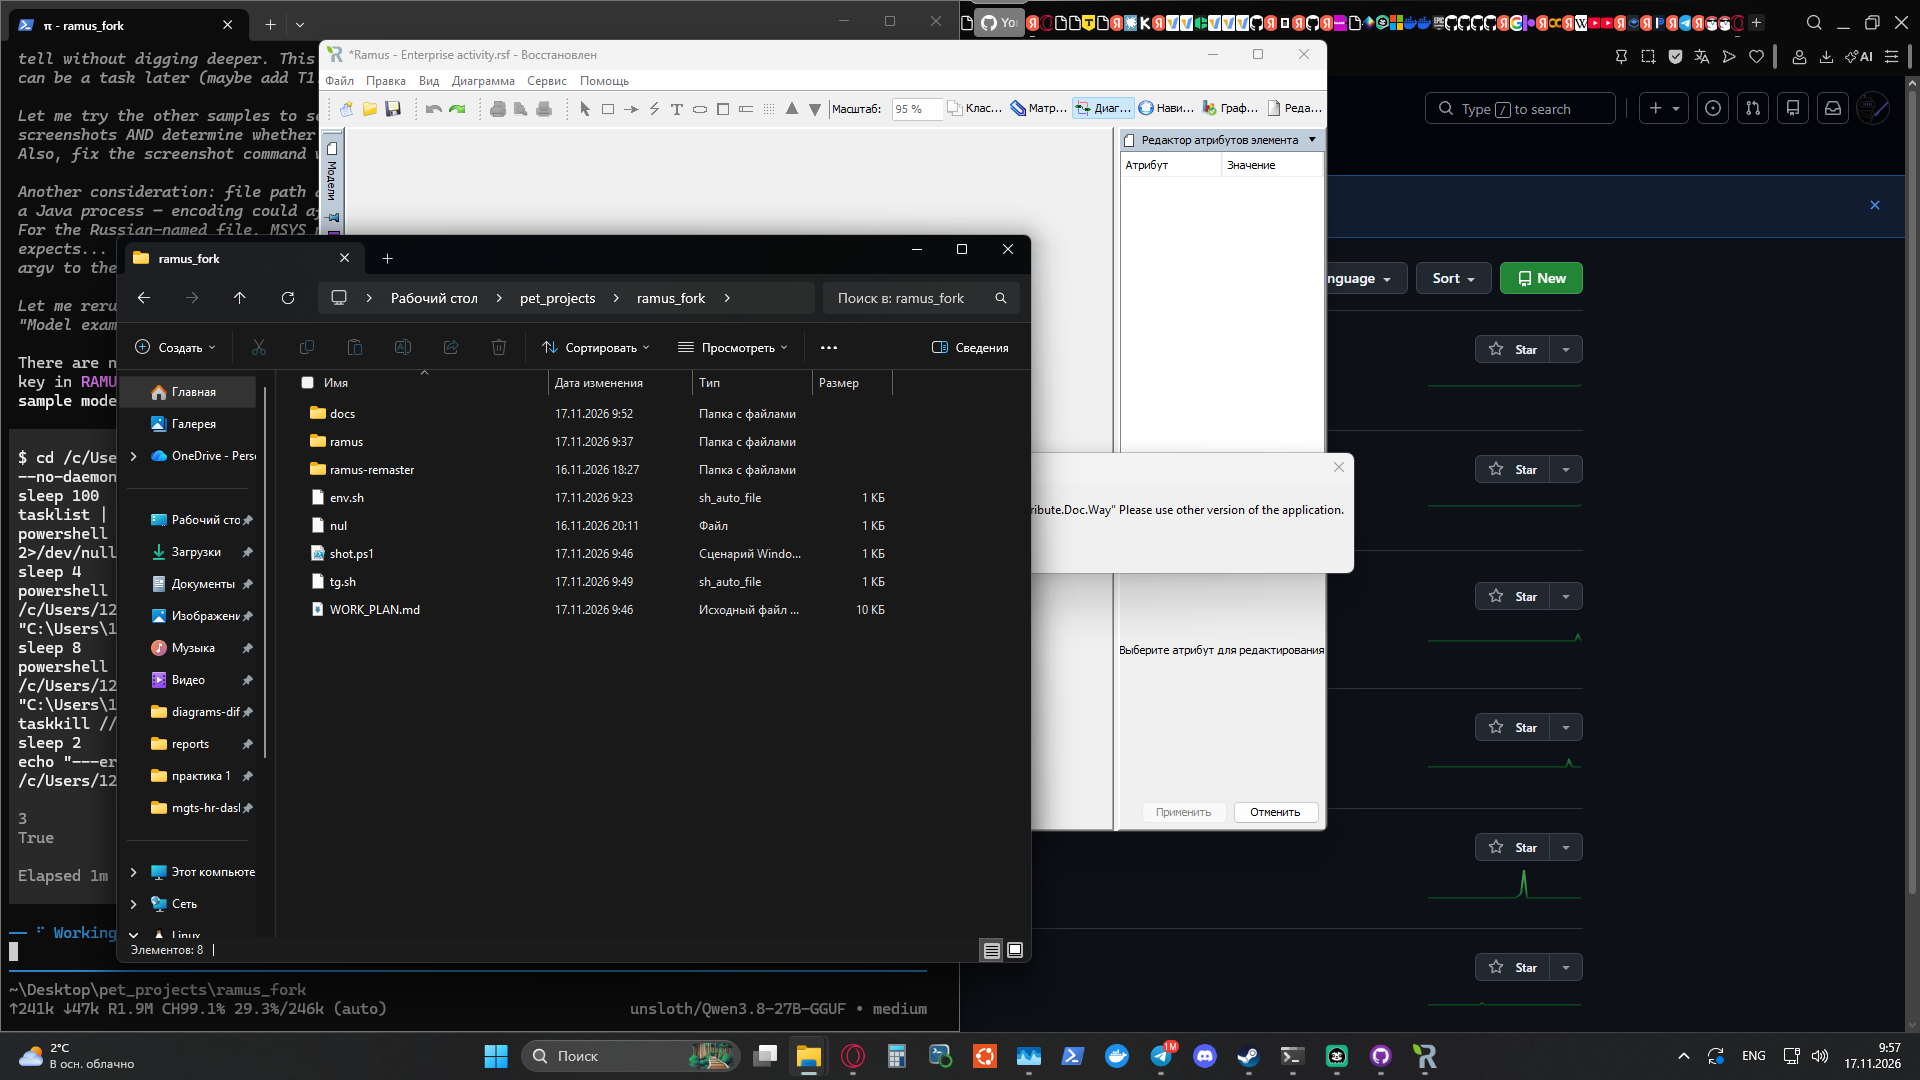 π - ramus_fork
tell without digging deeper. This
can be a task later (maybe add T1
Let me try the other samples to se
screenshots AND determine whether
Also, fix the screenshot command w
Another consideration: file path a
a Java process — encoding could a
For the Russian-named file, MSYS
expects...
argv to the
Let me reru
"Model exam
There are n
key in RAMU
sample mode
$ cd /c/Use
--no-daemon
sleep 100
tasklist |
powershell
2>/dev/null
sleep 4
powershell
/c/Users/12
"C:\Users\1
sleep 8
powershell
/c/Users/12
"C:\Users\1
taskkill //
sleep 2
echo "---er
/c/Users/12
3
True
Elapsed 1m
Working
~\Desktop\pet_projects\ramus_fork
↑241k ↓47k R1.9M CH99.1% 29.3%/246k (auto)
unsloth/Qwen3.8-27B-GGUF • medium
*Ramus - Enterprise activity.rsf - Восстановлен
Файл Правка Вид Диаграмма Сервис Помощь
Масштаб: 95 % Клас... Матр... Диаг... Нави... Граф... Реда...
Модели
Редактор атрибутов элемента
Атрибут Значение
Выберите атрибут для редактирования
Применить Отменить
ribute.Doc.Way" Please use other version of the application.
ramus_fork
Рабочий стол pet_projects ramus_fork
Поиск в: ramus_fork
Создать Сортировать Просмотреть Сведения
Главная
Галерея
OneDrive - Perse
Рабочий сто
Загрузки
Документы
Изображени
Музыка
Видео
diagrams-dif
reports
практика 1
mgts-hr-dasl
Этот компьюте
Сеть
Linux
Имя Дата изменения Тип Размер
docs 17.11.2026 9:52 Папка с файлами
ramus 17.11.2026 9:37 Папка с файлами
ramus-remaster 16.11.2026 18:27 Папка с файлами
env.sh 17.11.2026 9:23 sh_auto_file 1 КБ
nul 16.11.2026 20:11 Файл 1 КБ
shot.ps1 17.11.2026 9:46 Сценарий Windo... 1 КБ
tg.sh 17.11.2026 9:49 sh_auto_file 1 КБ
WORK_PLAN.md 17.11.2026 9:46 Исходный файл ... 10 КБ
Элементов: 8
Yo
AI
Type / to search
nguage Sort New
Star
Star
Star
Star
Star
Star
2°C
В осн. облачно
Поиск
1M
ENG
9:57
17.11.2026